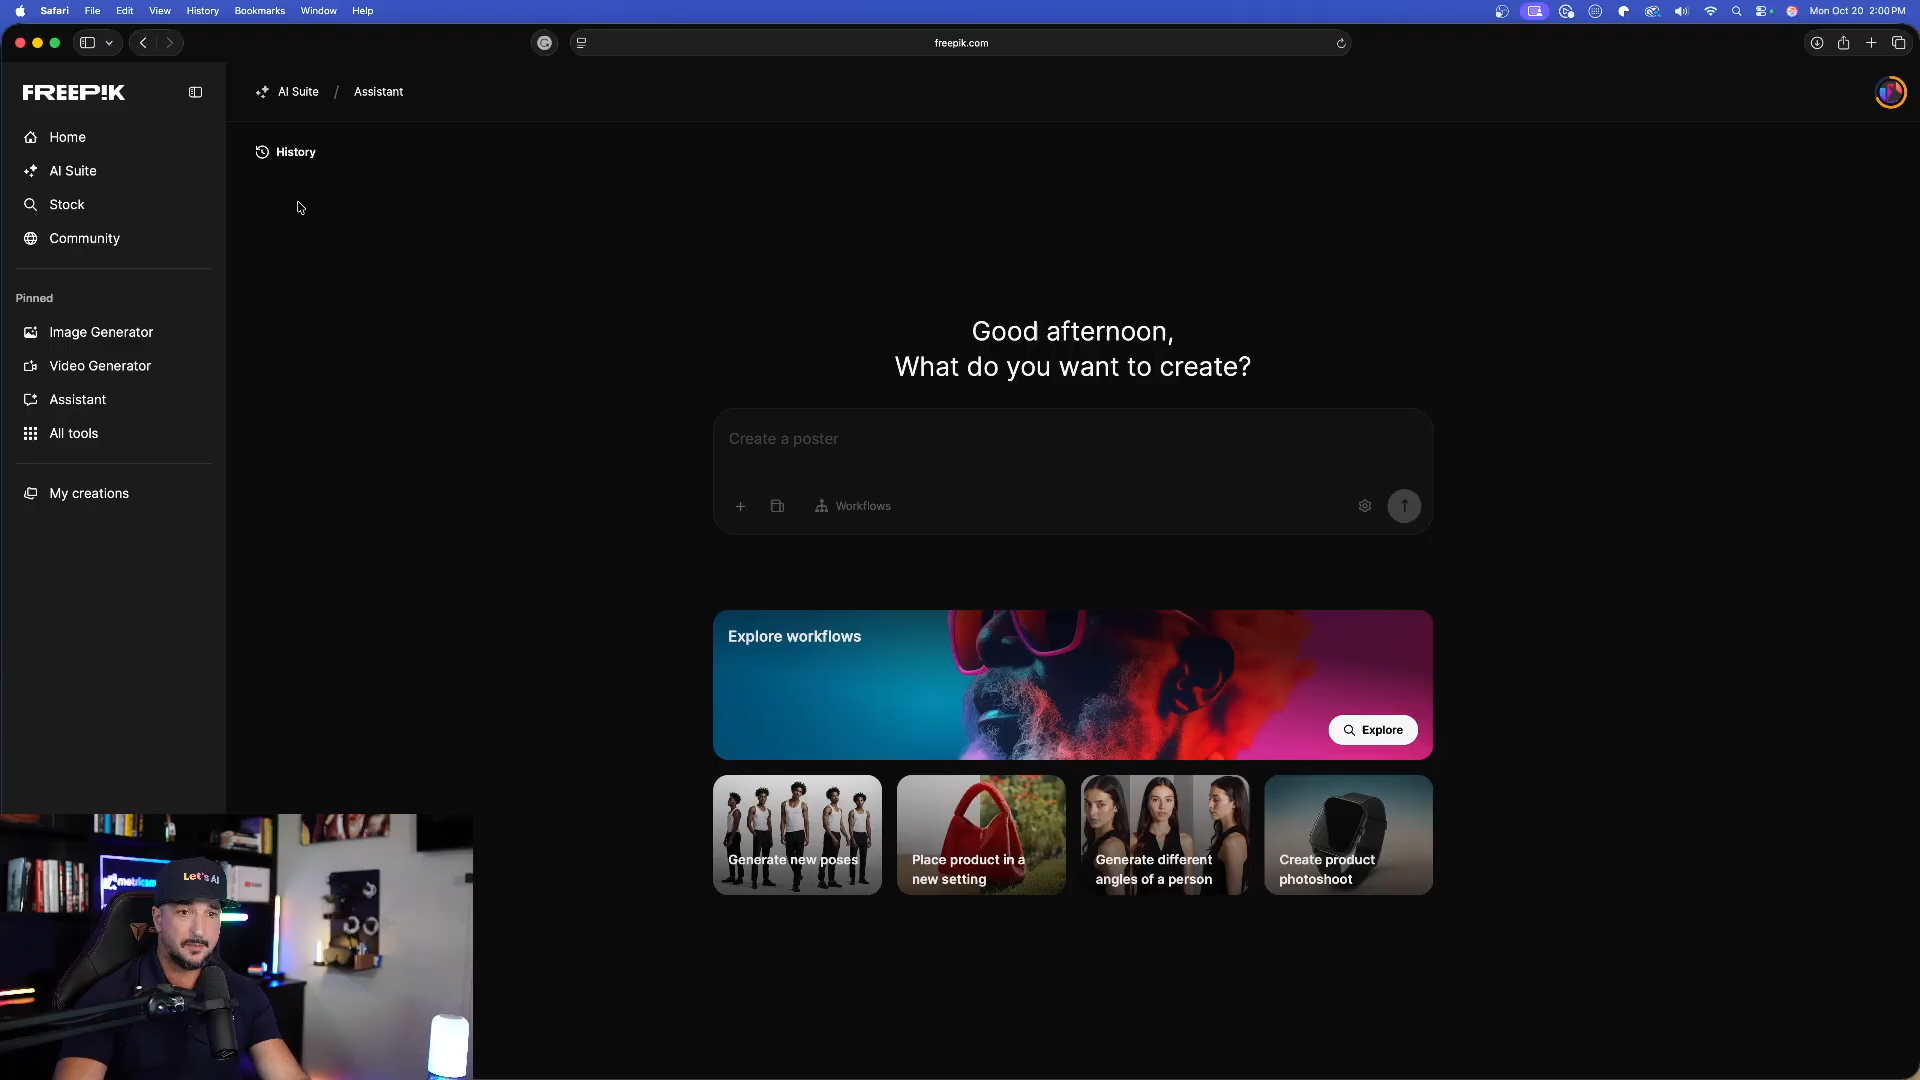 Safari File Edit View History Bookmarks Window Help
Mon Oct 20 2:00 PM
freepik.com
FREEP!K
AI Suite / Assistant
Home
AI Suite
Stock
Community
Pinned
Image Generator
Video Generator
Assistant
All tools
My creations
History
Good afternoon,
What do you want to create?
Create a poster
Workflows
Explore workflows
Explore
Generate new poses
Place product in a
new setting
Generate different
angles of a person
Create product
photoshoot
Let's AI